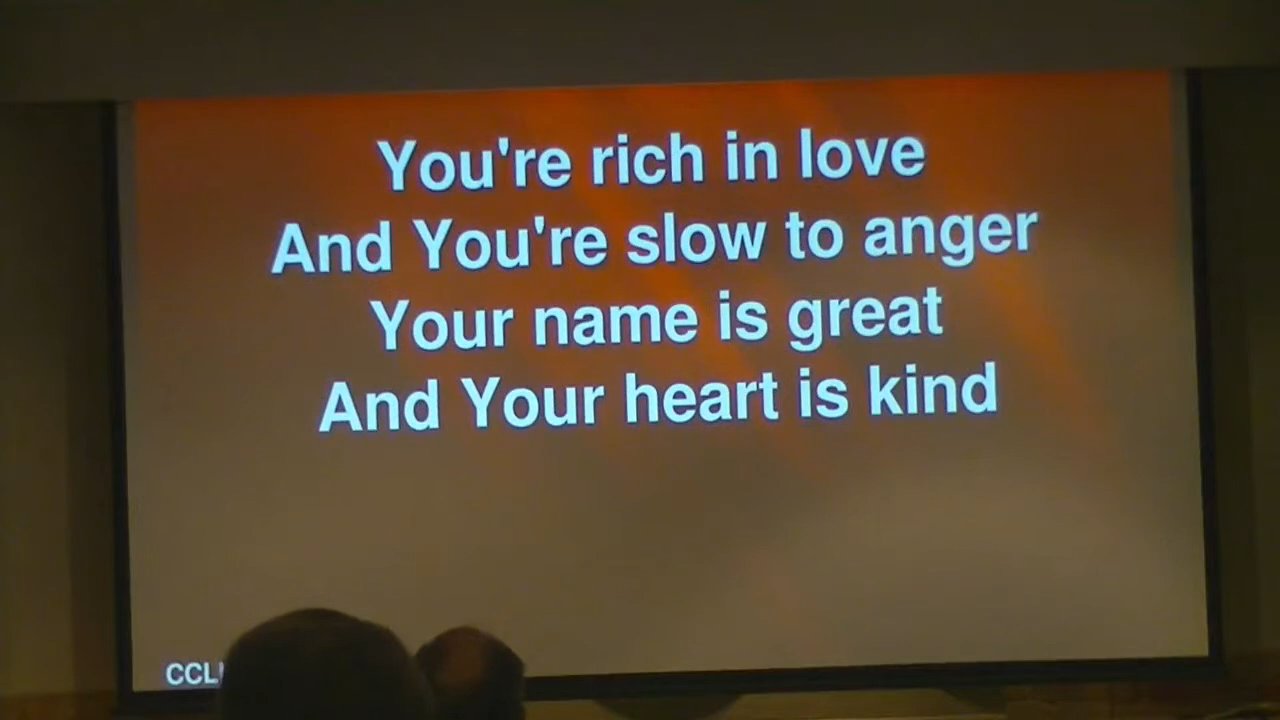 You're rich in love
And You're slow to anger
Your name is great
And Your heart is kind
CCLI